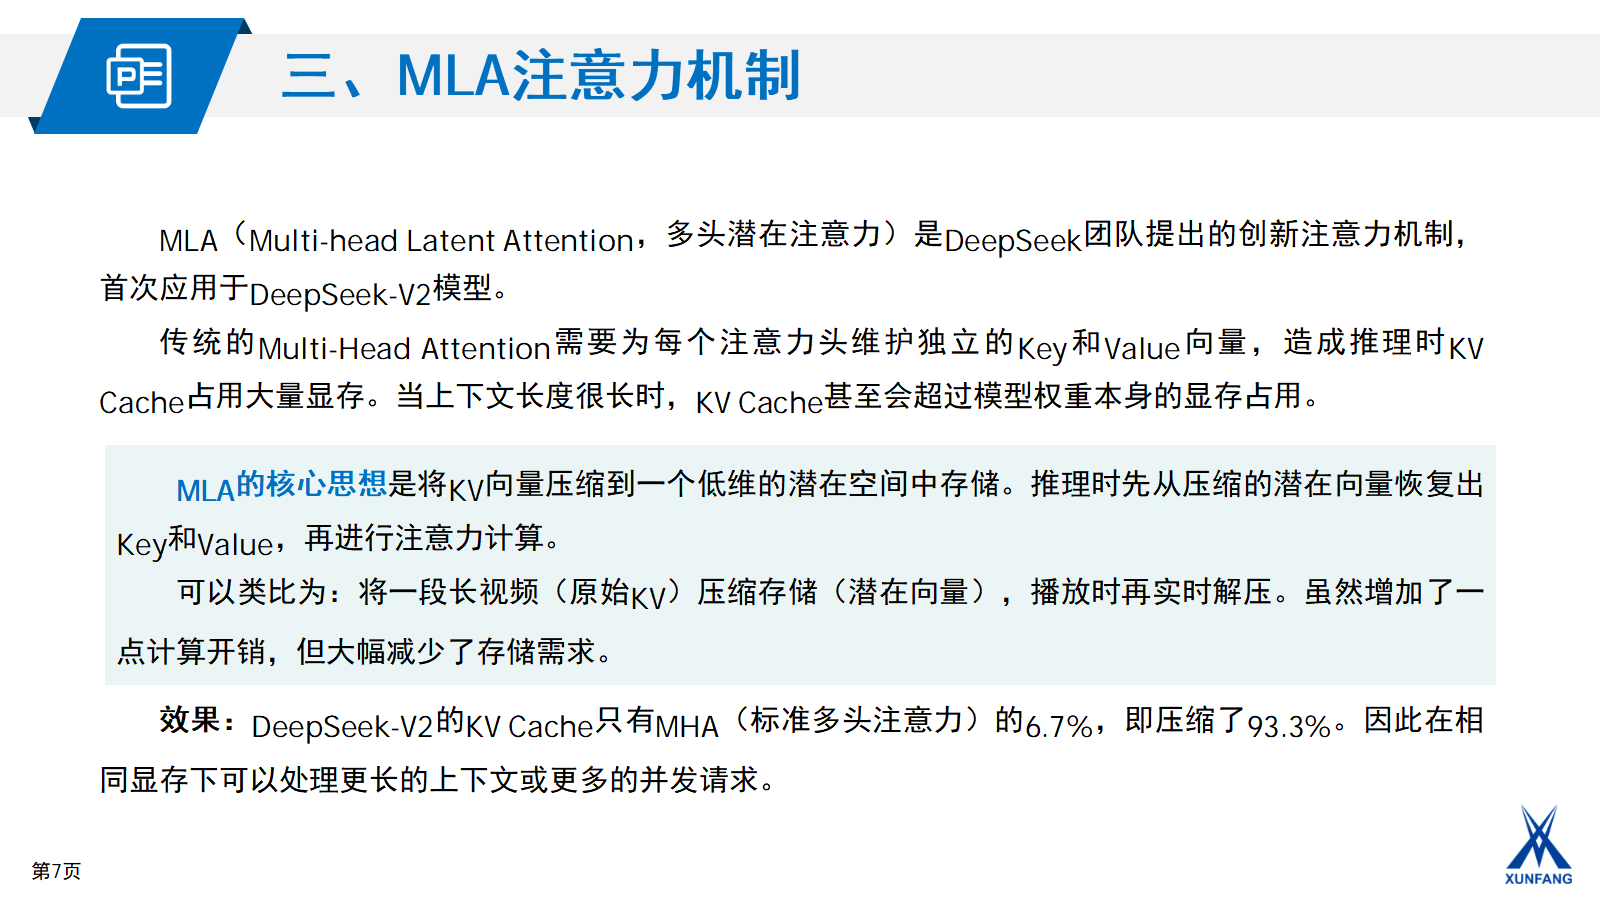 三、MLA注意力机制
MLA（Multi-head Latent Attention，多头潜在注意力）是DeepSeek团队提出的创新注意力机制，
首次应用于DeepSeek-V2模型。
传统的Multi-Head Attention需要为每个注意力头维护独立的Key和Value向量，造成推理时KV
Cache占用大量显存。当上下文长度很长时，KV Cache甚至会超过模型权重本身的显存占用。
MLA的核心思想是将KV向量压缩到一个低维的潜在空间中存储。推理时先从压缩的潜在向量恢复出
Key和Value，再进行注意力计算。
可以类比为：将一段长视频（原始KV）压缩存储（潜在向量），播放时再实时解压。虽然增加了一
点计算开销，但大幅减少了存储需求。
效果：DeepSeek-V2的KV Cache只有MHA（标准多头注意力）的6.7%，即压缩了93.3%。因此在相
同显存下可以处理更长的上下文或更多的并发请求。
第7页
XUNFANG